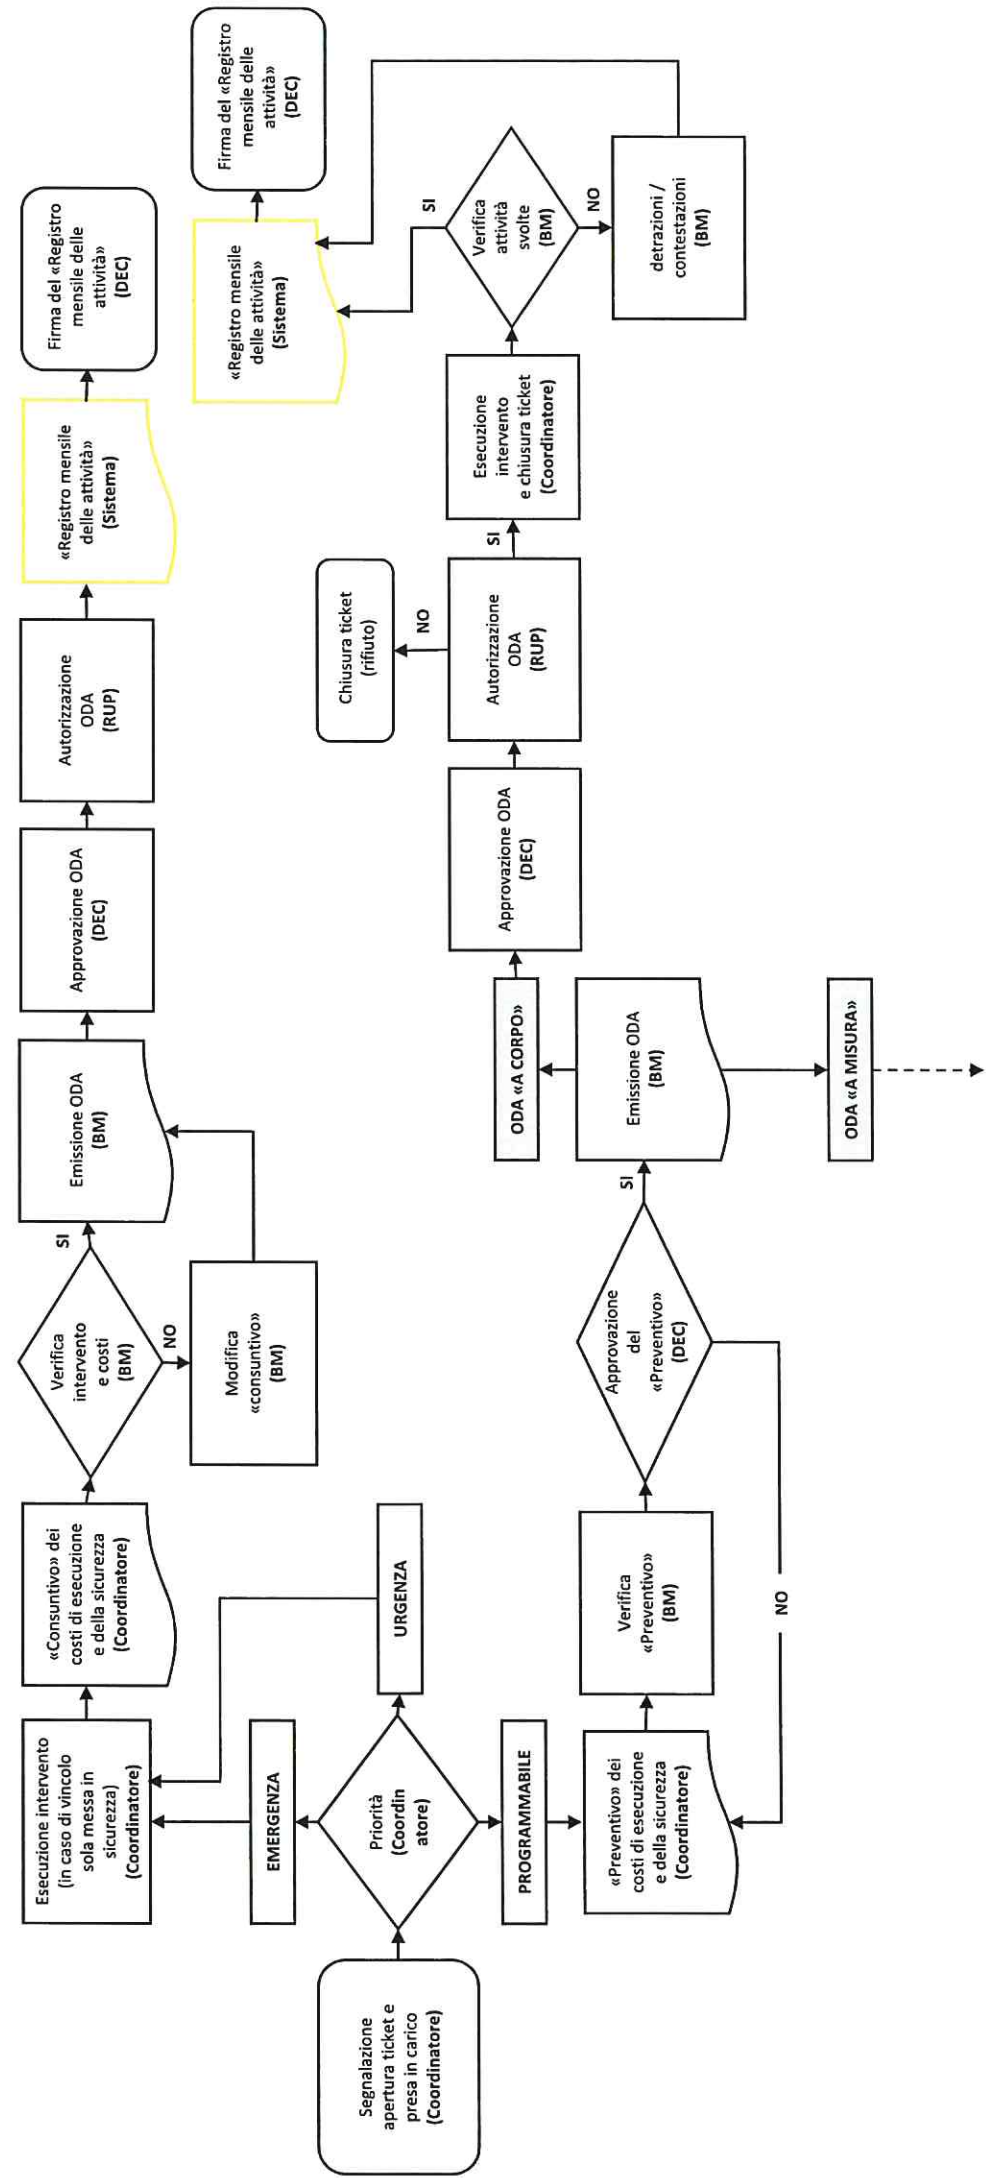 Segnalazione
apertura ticket e
presa in carico
(Coordinatore)
Priorità
(Coordin
atore)
EMERGENZA
URGENZA
PROGRAMMABILE
Esecuzione intervento
(in caso di vincolo
sola messa in
sicurezza)
(Coordinatore)
«Consuntivo» dei
costi di esecuzione
e della sicurezza
(Coordinatore)
Verifica
intervento
e costi
(BM)
SI
NO
Modifica
«consuntivo»
(BM)
Emissione ODA
(BM)
Approvazione ODA
(DEC)
Autorizzazione
ODA
(RUP)
«Registro mensile
delle attività»
(Sistema)
Firma del «Registro
mensile delle
attività»
(DEC)
«Preventivo» dei
costi di esecuzione
e della sicurezza
(Coordinatore)
Verifica
«Preventivo»
(BM)
Approvazione
del
«Preventivo»
(DEC)
NO
SI
Emissione ODA
(BM)
ODA «A CORPO»
ODA «A MISURA»
Approvazione ODA
(DEC)
Autorizzazione
ODA
(RUP)
NO
Chiusura ticket
(rifiuto)
SI
Esecuzione
intervento
e chiusura ticket
(Coordinatore)
Verifica
attività
svolte
(BM)
SI
NO
detrazioni /
contestazioni
(BM)
«Registro mensile
delle attività»
(Sistema)
Firma del «Registro
mensile delle
attività»
(DEC)